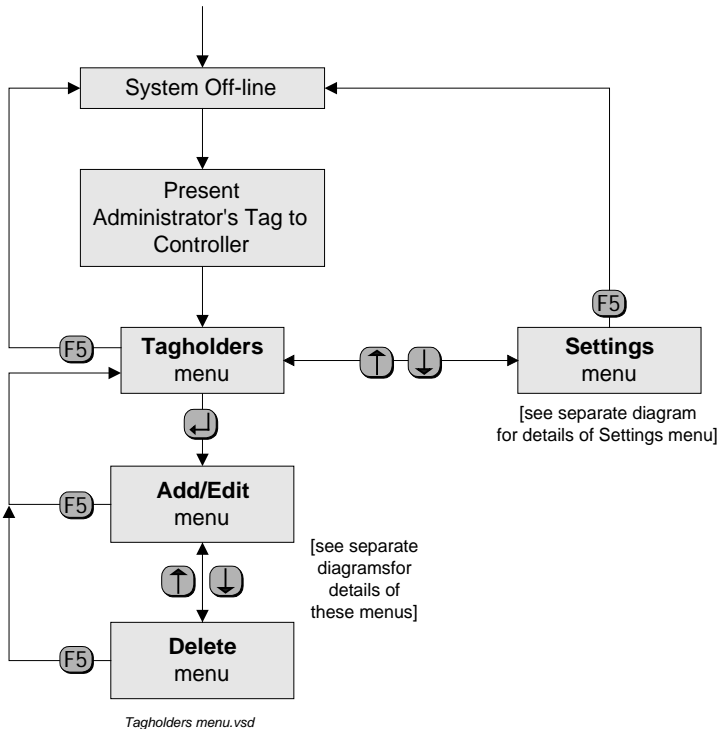 System Off-line
Present
Administrator's Tag to
Controller
F5
F5
Tagholders
menu
↑ ↓
Settings
menu
[see separate diagram
for details of Settings menu]
↵
F5
Add/Edit
menu
[see separate
diagramsfor
details of
these menus]
↑ ↓
F5
Delete
menu
Tagholders menu.vsd